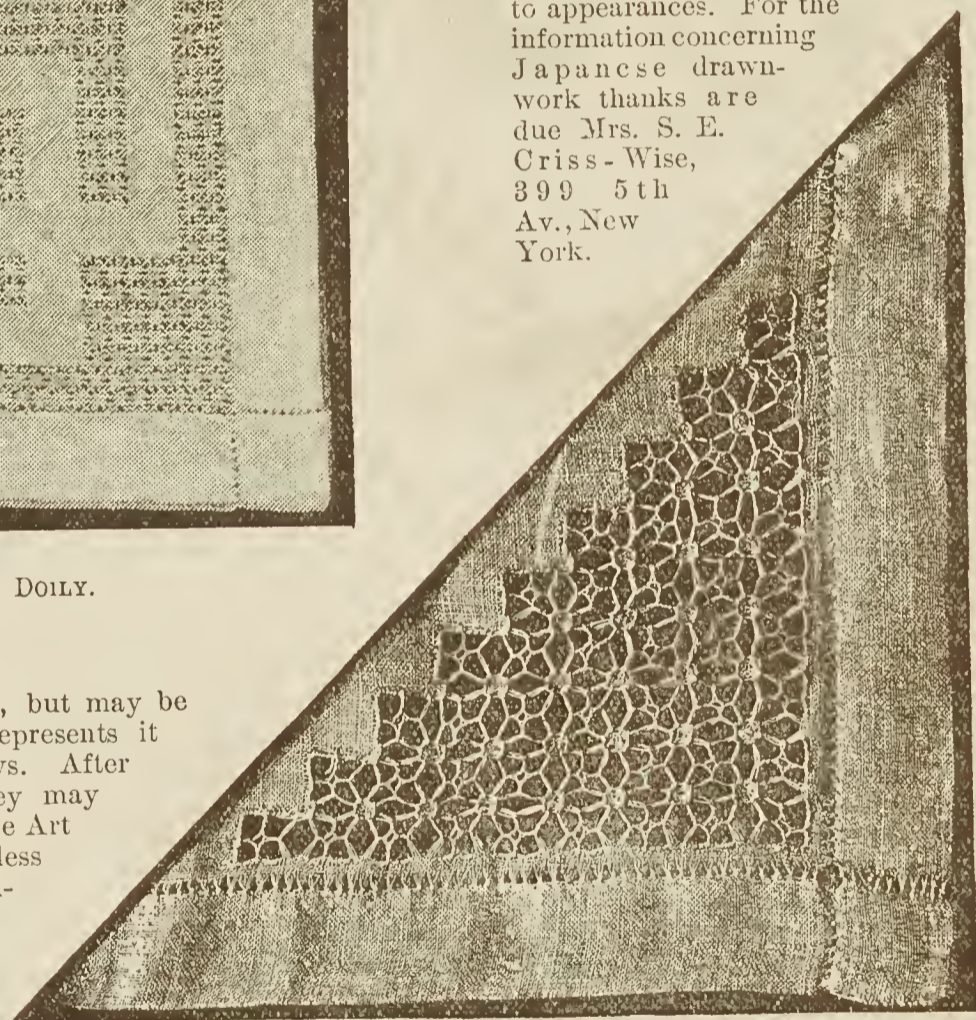 to appearances. For the
information concerning
Japanese drawn-
work thanks are
due Mrs. S. E.
Criss-Wise,
399 5th
Av., New
York.
DOILY.
, but may be
epresents it
vs. After
ey may
e Art
less
-